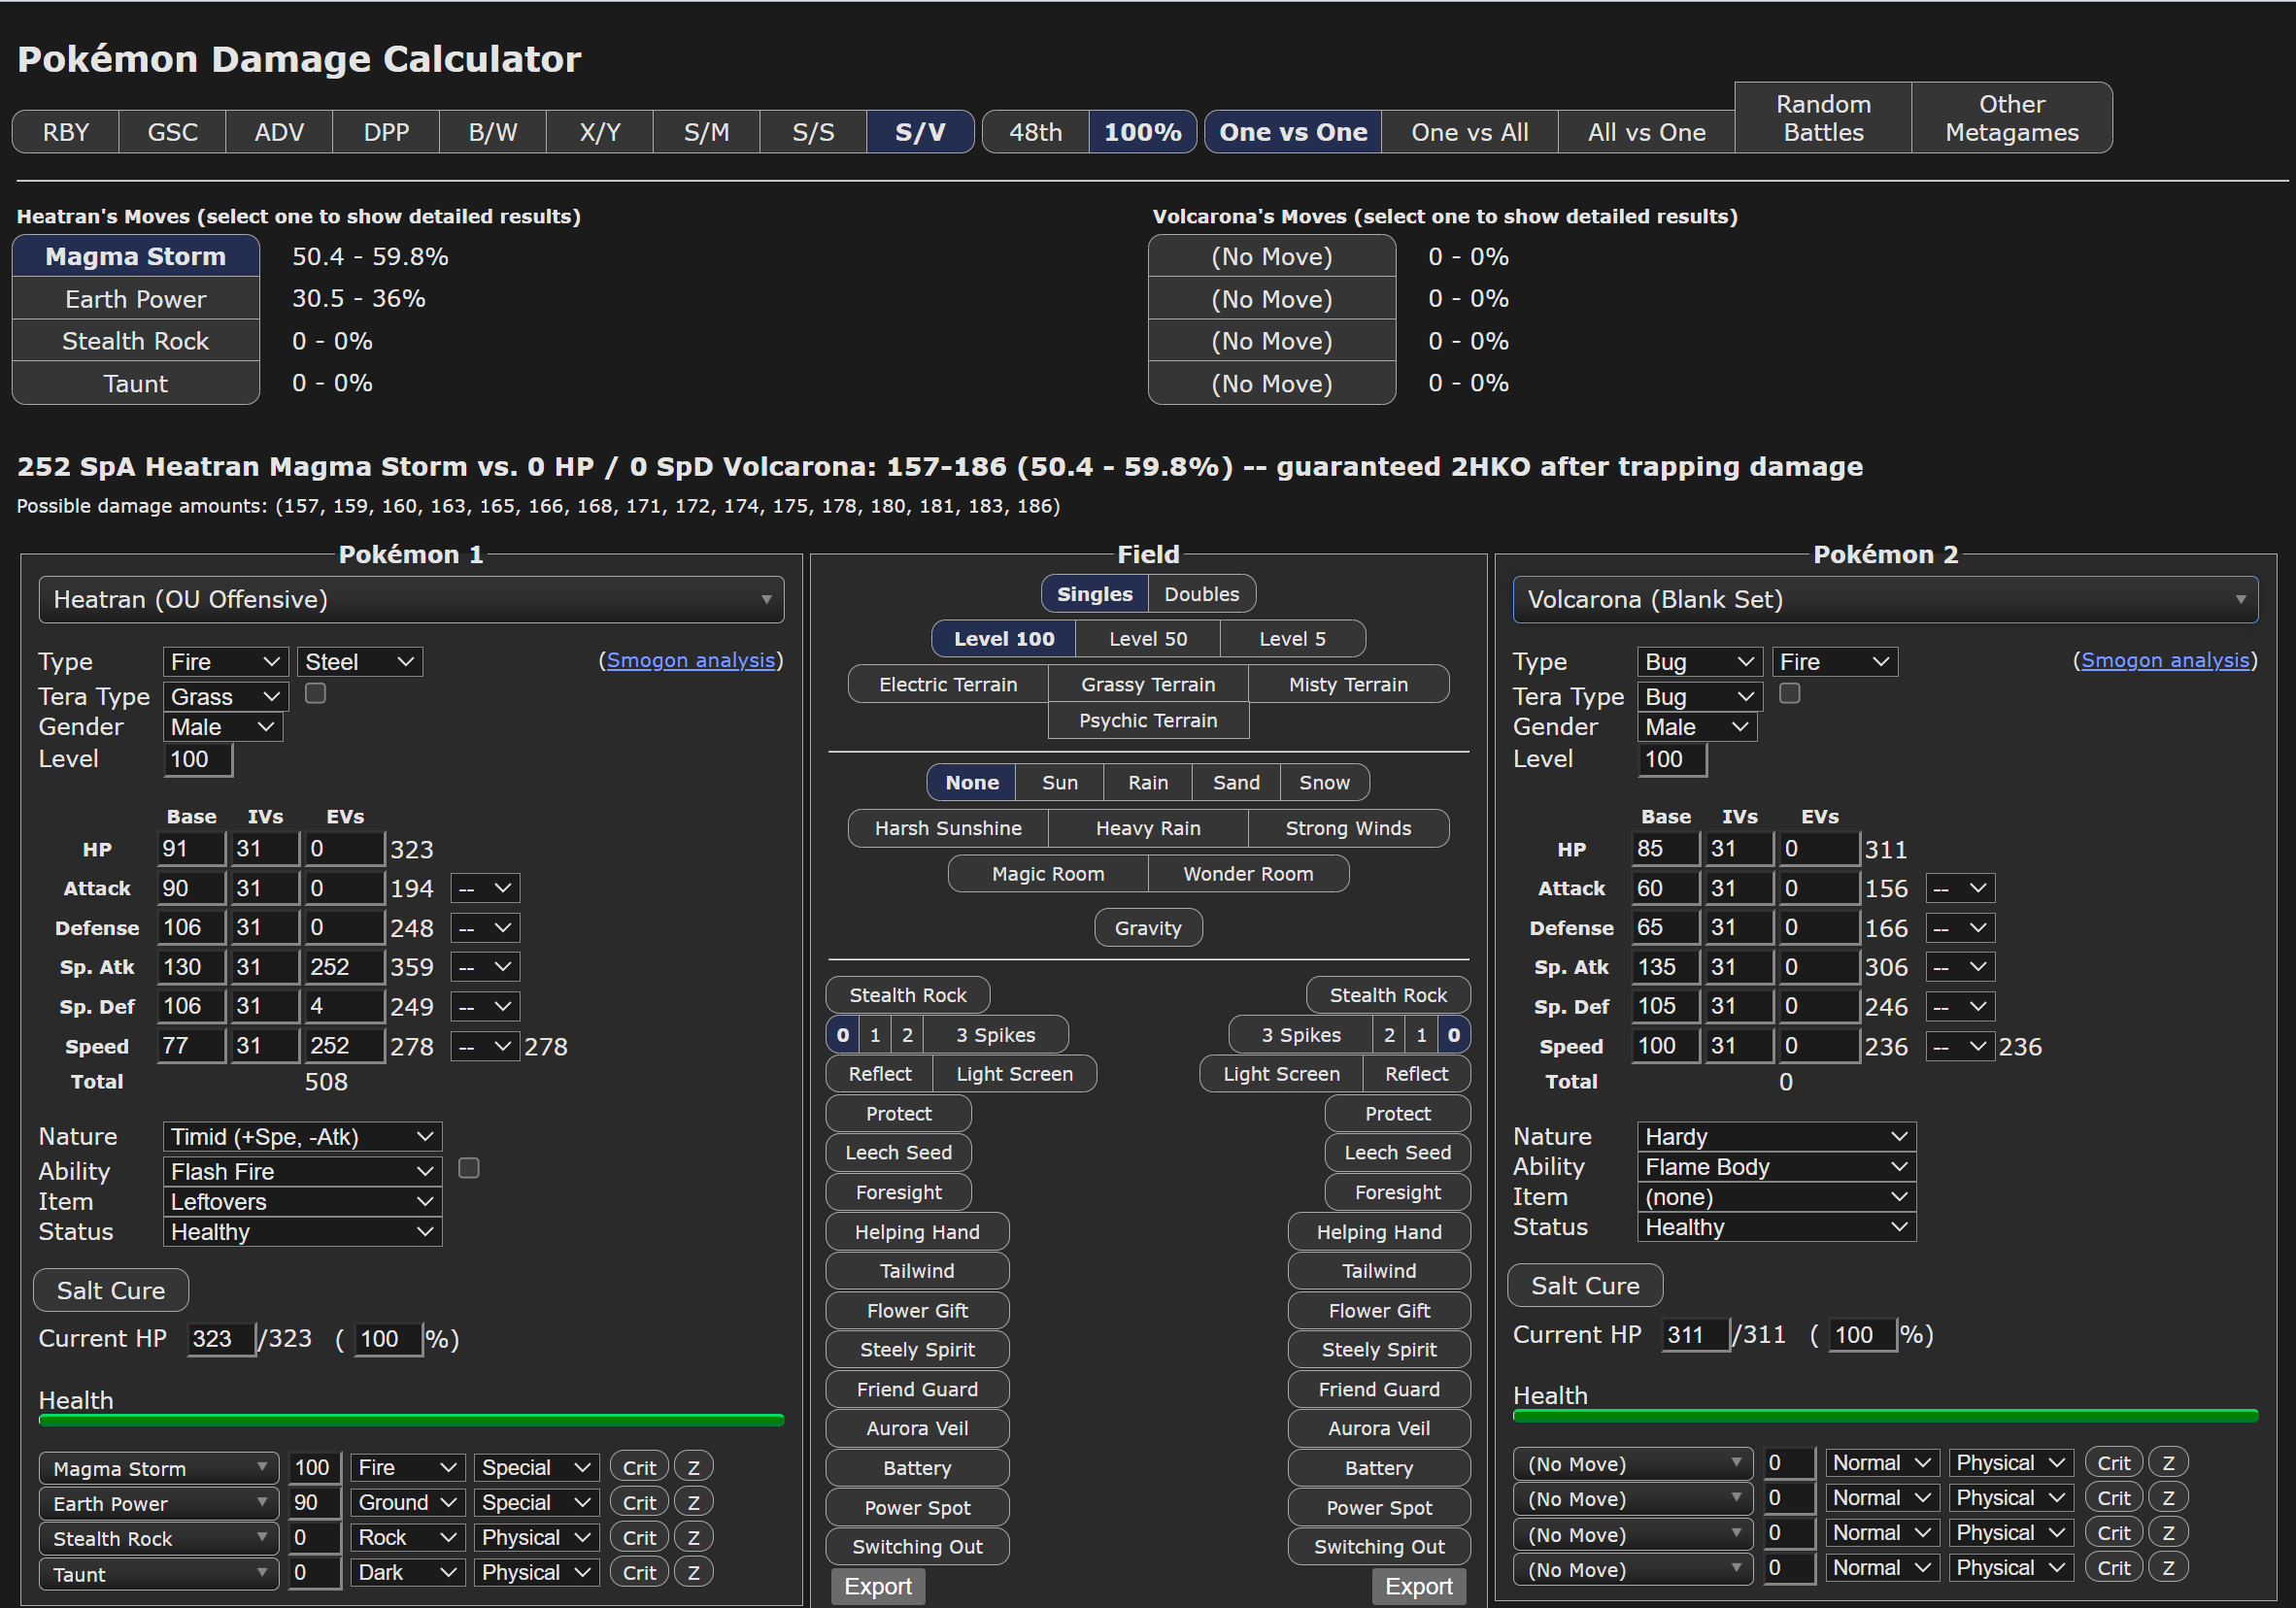 Pokémon Damage Calculator
RBY GSC ADV DPP B/W X/Y S/M S/S S/V 48th 100% One vs One One vs All All vs One Random Battles Other Metagames
Heatran's Moves (select one to show detailed results)
Magma Storm 50.4 - 59.8%
Earth Power 30.5 - 36%
Stealth Rock 0 - 0%
Taunt 0 - 0%
Volcarona's Moves (select one to show detailed results)
(No Move) 0 - 0%
(No Move) 0 - 0%
(No Move) 0 - 0%
(No Move) 0 - 0%
252 SpA Heatran Magma Storm vs. 0 HP / 0 SpD Volcarona: 157-186 (50.4 - 59.8%) -- guaranteed 2HKO after trapping damage
Possible damage amounts: (157, 159, 160, 163, 165, 166, 168, 171, 172, 174, 175, 178, 180, 181, 183, 186)
Pokémon 1
Heatran (OU Offensive)
Type Fire Steel (Smogon analysis)
Tera Type Grass
Gender Male
Level 100
Base IVs EVs
HP 91 31 0 323
Attack 90 31 0 194 --
Defense 106 31 0 248 --
Sp. Atk 130 31 252 359 --
Sp. Def 106 31 4 249 --
Speed 77 31 252 278 -- 278
Total 508
Nature Timid (+Spe, -Atk)
Ability Flash Fire
Item Leftovers
Status Healthy
Salt Cure
Current HP 323/323 ( 100 %)
Health
Magma Storm 100 Fire Special Crit Z
Earth Power 90 Ground Special Crit Z
Stealth Rock 0 Rock Physical Crit Z
Taunt 0 Dark Physical Crit Z
Field
Singles Doubles
Level 100 Level 50 Level 5
Electric Terrain Grassy Terrain Misty Terrain
Psychic Terrain
None Sun Rain Sand Snow
Harsh Sunshine Heavy Rain Strong Winds
Magic Room Wonder Room
Gravity
Stealth Rock Stealth Rock
0 1 2 3 Spikes 3 Spikes 2 1 0
Reflect Light Screen Light Screen Reflect
Protect Protect
Leech Seed Leech Seed
Foresight Foresight
Helping Hand Helping Hand
Tailwind Tailwind
Flower Gift Flower Gift
Steely Spirit Steely Spirit
Friend Guard Friend Guard
Aurora Veil Aurora Veil
Battery Battery
Power Spot Power Spot
Switching Out Switching Out
Export Export
Pokémon 2
Volcarona (Blank Set)
Type Bug Fire (Smogon analysis)
Tera Type Bug
Gender Male
Level 100
Base IVs EVs
HP 85 31 0 311
Attack 60 31 0 156 --
Defense 65 31 0 166 --
Sp. Atk 135 31 0 306 --
Sp. Def 105 31 0 246 --
Speed 100 31 0 236 -- 236
Total 0
Nature Hardy
Ability Flame Body
Item (none)
Status Healthy
Salt Cure
Current HP 311/311 ( 100 %)
Health
(No Move) 0 Normal Physical Crit Z
(No Move) 0 Normal Physical Crit Z
(No Move) 0 Normal Physical Crit Z
(No Move) 0 Normal Physical Crit Z